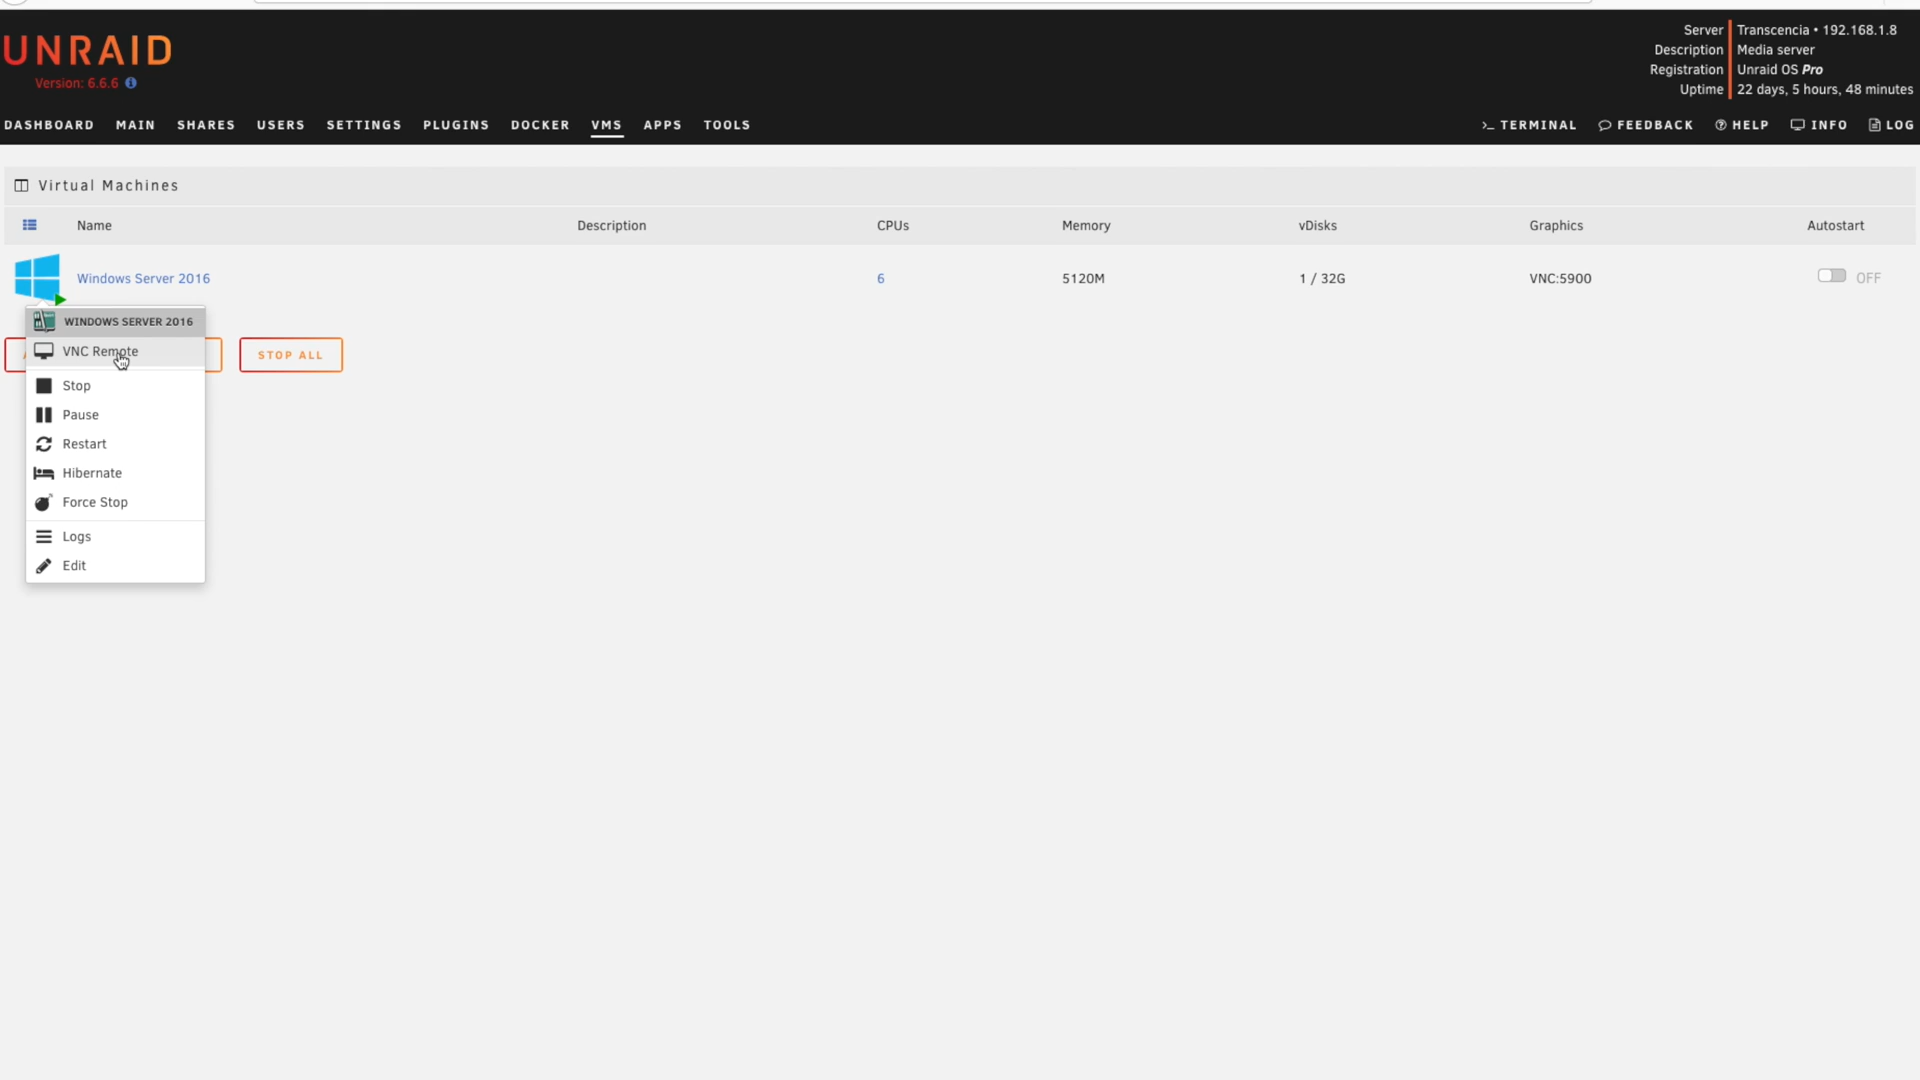 UNRAID
Version: 6.6.6
Server Transcencia • 192.168.1.8
Description Media server
Registration Unraid OS Pro
Uptime 22 days, 5 hours, 48 minutes
DASHBOARD MAIN SHARES USERS SETTINGS PLUGINS DOCKER VMS APPS TOOLS
>_ TERMINAL FEEDBACK HELP INFO LOG
Virtual Machines
Name Description CPUs Memory vDisks Graphics Autostart
Windows Server 2016 6 5120M 1 / 32G VNC:5900 OFF
WINDOWS SERVER 2016
VNC Remote
STOP ALL
Stop
Pause
Restart
Hibernate
Force Stop
Logs
Edit